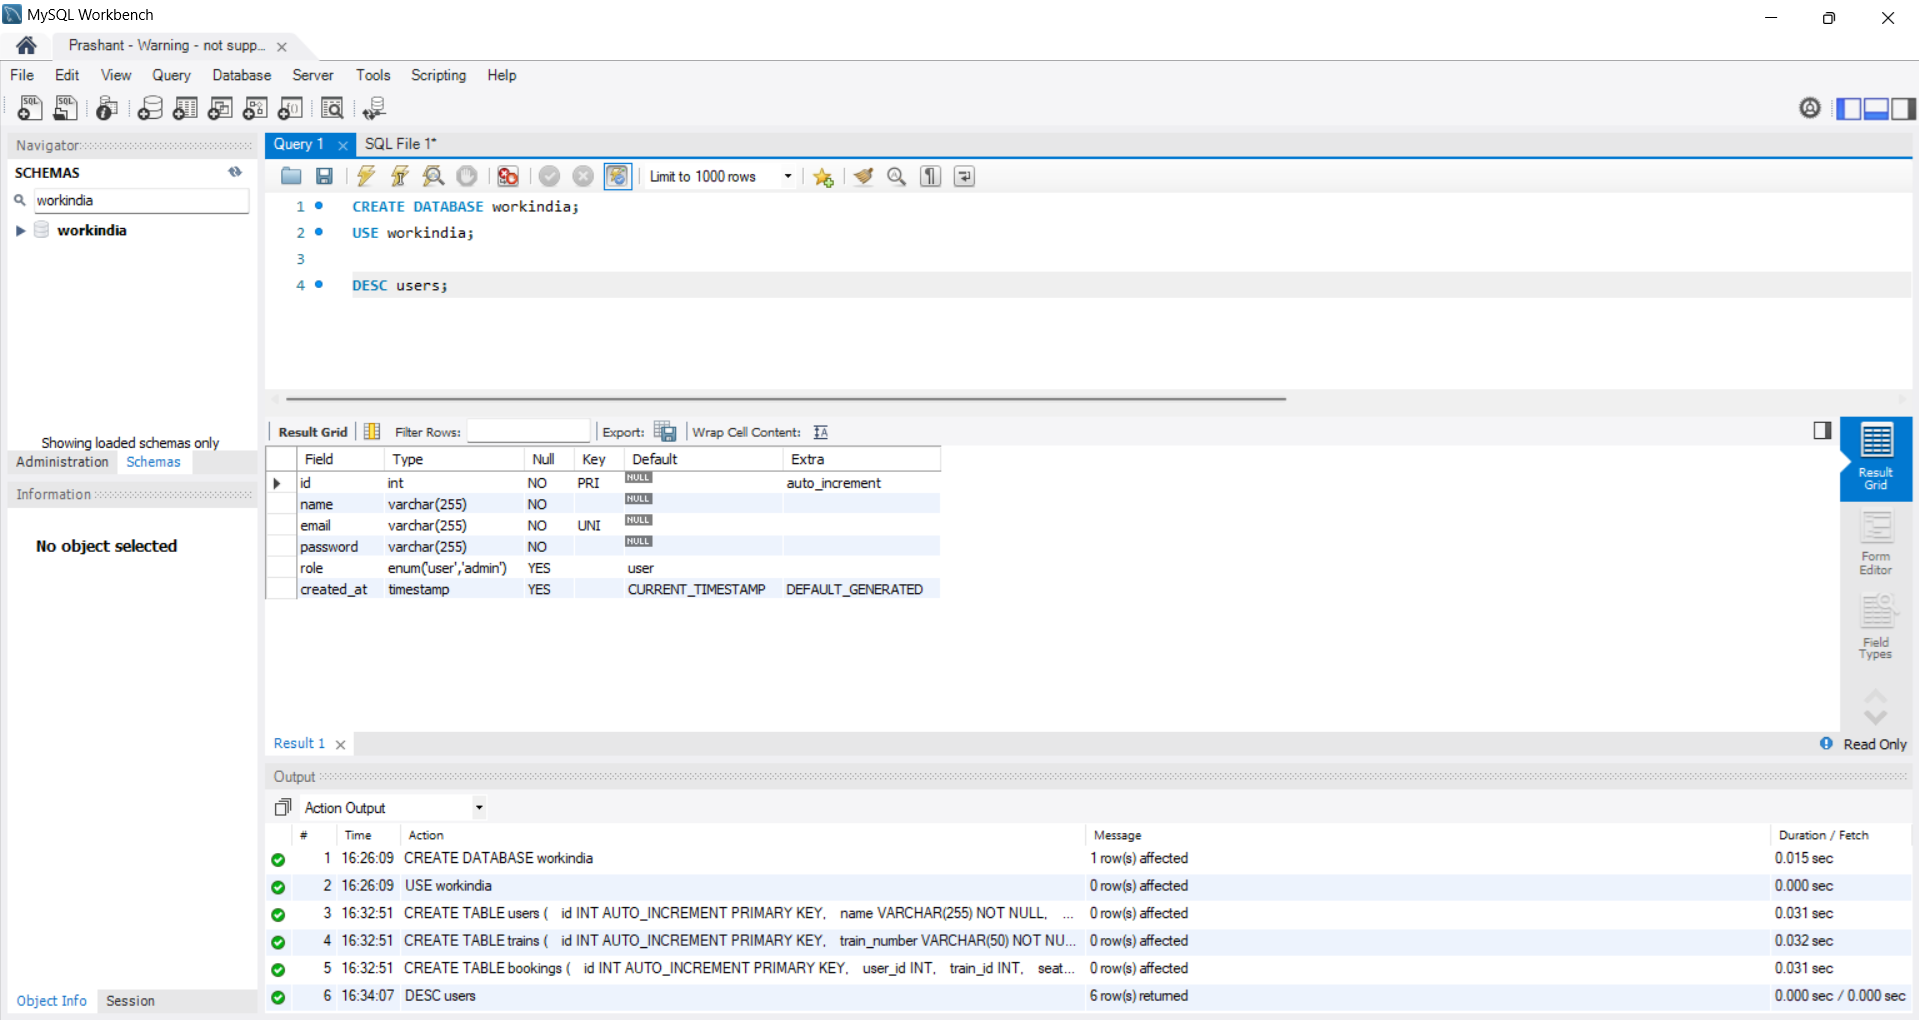 MySQL Workbench
Prashant - Warning - not supp...
File Edit View Query Database Server Tools Scripting Help
Navigator
SCHEMAS
workindia
workindia
Showing loaded schemas only
Administration Schemas
Information
No object selected
Object Info Session
Query 1 SQL File 1*
Limit to 1000 rows
1 CREATE DATABASE workindia;
2 USE workindia;
3
4 DESC users;
Result Grid Filter Rows: Export: Wrap Cell Content:
Field Type Null Key Default Extra
id int NO PRI NULL auto_increment
name varchar(255) NO NULL
email varchar(255) NO UNI NULL
password varchar(255) NO NULL
role enum('user','admin') YES user
created_at timestamp YES CURRENT_TIMESTAMP DEFAULT_GENERATED
Result
Grid
Form
Editor
Field
Types
Result 1 Read Only
Output
Action Output
# Time Action Message Duration / Fetch
1 16:26:09 CREATE DATABASE workindia 1 row(s) affected 0.015 sec
2 16:26:09 USE workindia 0 row(s) affected 0.000 sec
3 16:32:51 CREATE TABLE users ( id INT AUTO_INCREMENT PRIMARY KEY, name VARCHAR(255) NOT NULL, ... 0 row(s) affected 0.031 sec
4 16:32:51 CREATE TABLE trains ( id INT AUTO_INCREMENT PRIMARY KEY, train_number VARCHAR(50) NOT NU... 0 row(s) affected 0.032 sec
5 16:32:51 CREATE TABLE bookings ( id INT AUTO_INCREMENT PRIMARY KEY, user_id INT, train_id INT, seat... 0 row(s) affected 0.031 sec
6 16:34:07 DESC users 6 row(s) returned 0.000 sec / 0.000 sec